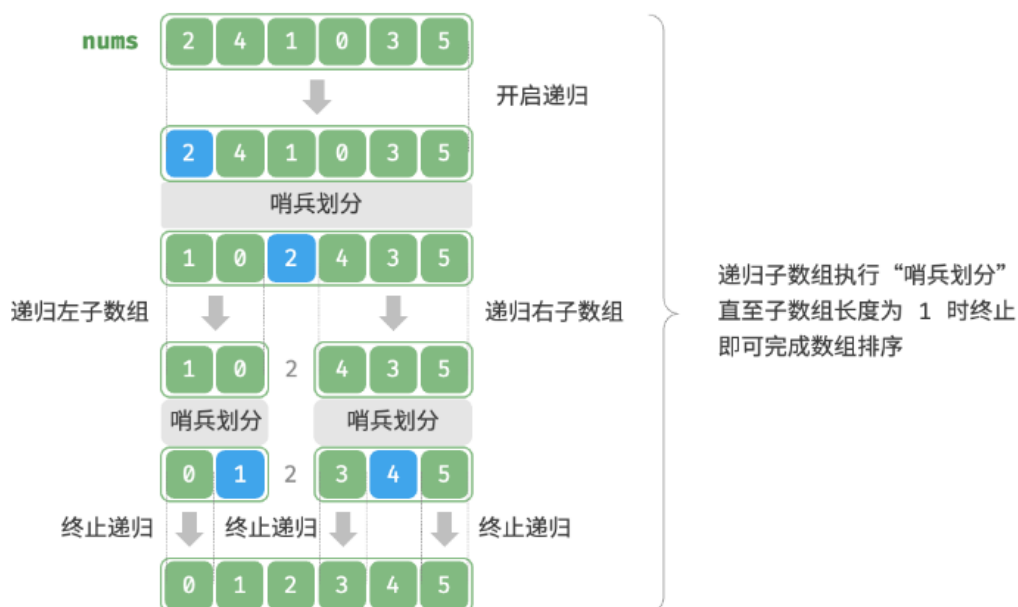 nums 2 4 1 0 3 5
开启递归
2 4 1 0 3 5
哨兵划分
1 0 2 4 3 5
递归左子数组 递归右子数组
1 0 2 4 3 5
哨兵划分 哨兵划分
0 1 2 3 4 5
终止递归 终止递归 终止递归
0 1 2 3 4 5
递归子数组执行“哨兵划分”
直至子数组长度为 1 时终止
即可完成数组排序